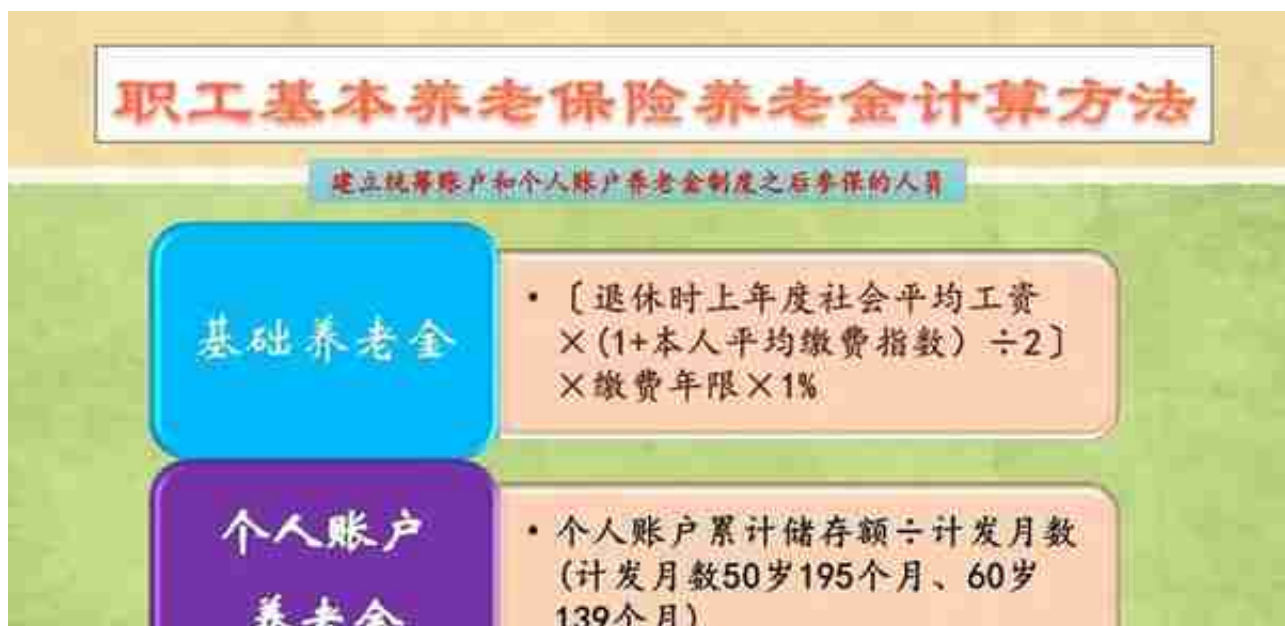 职工基本养老保险养老金计算方法
建立统筹账户和个人账户养老金制度之后参保的人员
基础养老金
•〔退休时上年度社会平均工资
×(1+本人平均缴费指数）÷2〕
×缴费年限×1%
个人账户
养老金
•个人账户累计储存额÷计发月数
(计发月数50岁195个月、60岁
139个月)